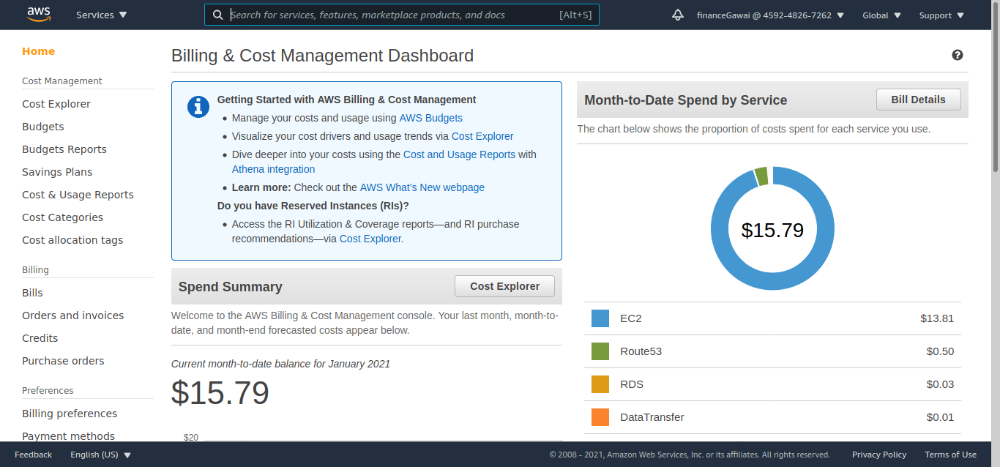 aws
Services
Search for services, features, marketplace products, and docs
[Alt+S]
financeGawai @ 4592-4826-7262
Global
Support
Home
Cost Management
Cost Explorer
Budgets
Budgets Reports
Savings Plans
Cost & Usage Reports
Cost Categories
Cost allocation tags
Billing
Bills
Orders and invoices
Credits
Purchase orders
Preferences
Billing preferences
Payment methods
Billing & Cost Management Dashboard
Getting Started with AWS Billing & Cost Management
• Manage your costs and usage using AWS Budgets
• Visualize your cost drivers and usage trends via Cost Explorer
• Dive deeper into your costs using the Cost and Usage Reports with
Athena integration
• Learn more: Check out the AWS What's New webpage
Do you have Reserved Instances (RIs)?
• Access the RI Utilization & Coverage reports—and RI purchase
recommendations—via Cost Explorer.
Spend Summary
Cost Explorer
Welcome to the AWS Billing & Cost Management console. Your last month, month-to-
date, and month-end forecasted costs appear below.
Current month-to-date balance for January 2021
$15.79
$20
Month-to-Date Spend by Service
Bill Details
The chart below shows the proportion of costs spent for each service you use.
$15.79
EC2 $13.81
Route53 $0.50
RDS $0.03
DataTransfer $0.01
Feedback
English (US)
© 2008 - 2021, Amazon Web Services, Inc. or its affiliates. All rights reserved.
Privacy Policy
Terms of Use